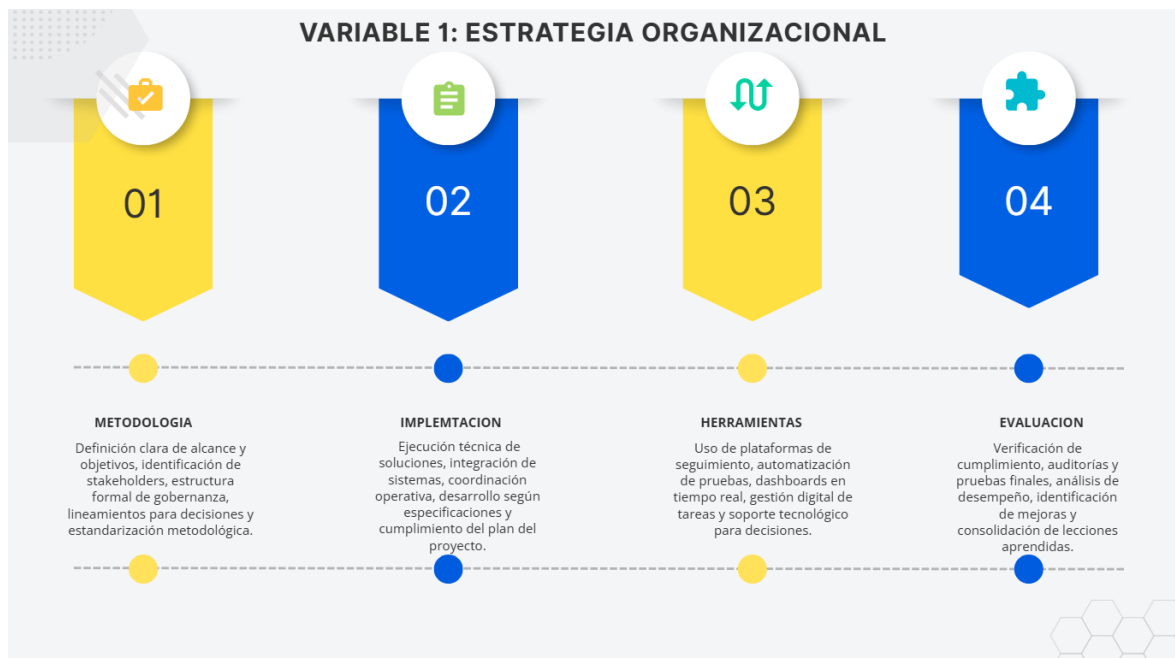 VARIABLE 1: ESTRATEGIA ORGANIZACIONAL
01
02
03
04
METODOLOGIA
Definición clara de alcance y
objetivos, identificación de
stakeholders, estructura
formal de gobernanza,
lineamientos para decisiones y
estandarización metodológica.
IMPLEMTACION
Ejecución técnica de
soluciones, integración de
sistemas, coordinación
operativa, desarrollo según
especificaciones y
cumplimiento del plan del
proyecto.
HERRAMIENTAS
Uso de plataformas de
seguimiento, automatización
de pruebas, dashboards en
tiempo real, gestión digital de
tareas y soporte tecnológico
para decisiones.
EVALUACION
Verificación de
cumplimiento, auditorías y
pruebas finales, análisis de
desempeño, identificación
de mejoras y
consolidación de lecciones
aprendidas.